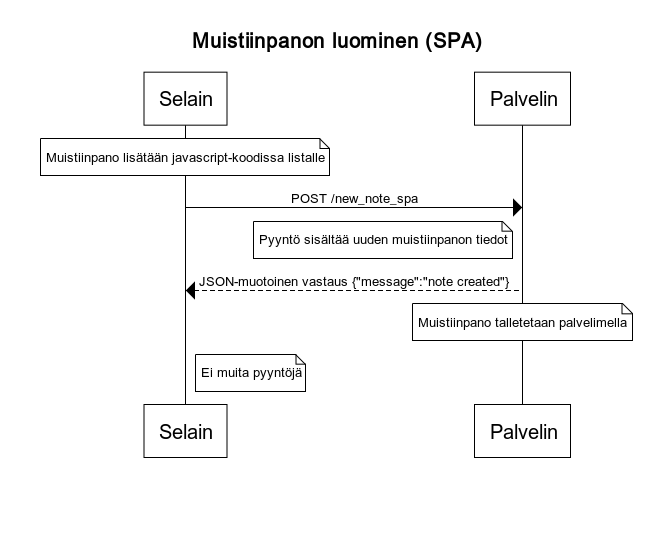 Muistiinpanon luominen (SPA)
Selain
Palvelin
Muistiinpano lisätään javascript-koodissa listalle
POST /new_note_spa
Pyyntö sisältää uuden muistiinpanon tiedot
JSON-muotoinen vastaus {"message":"note created"}
Muistiinpano talletetaan palvelimella
Ei muita pyyntöjä
Selain
Palvelin